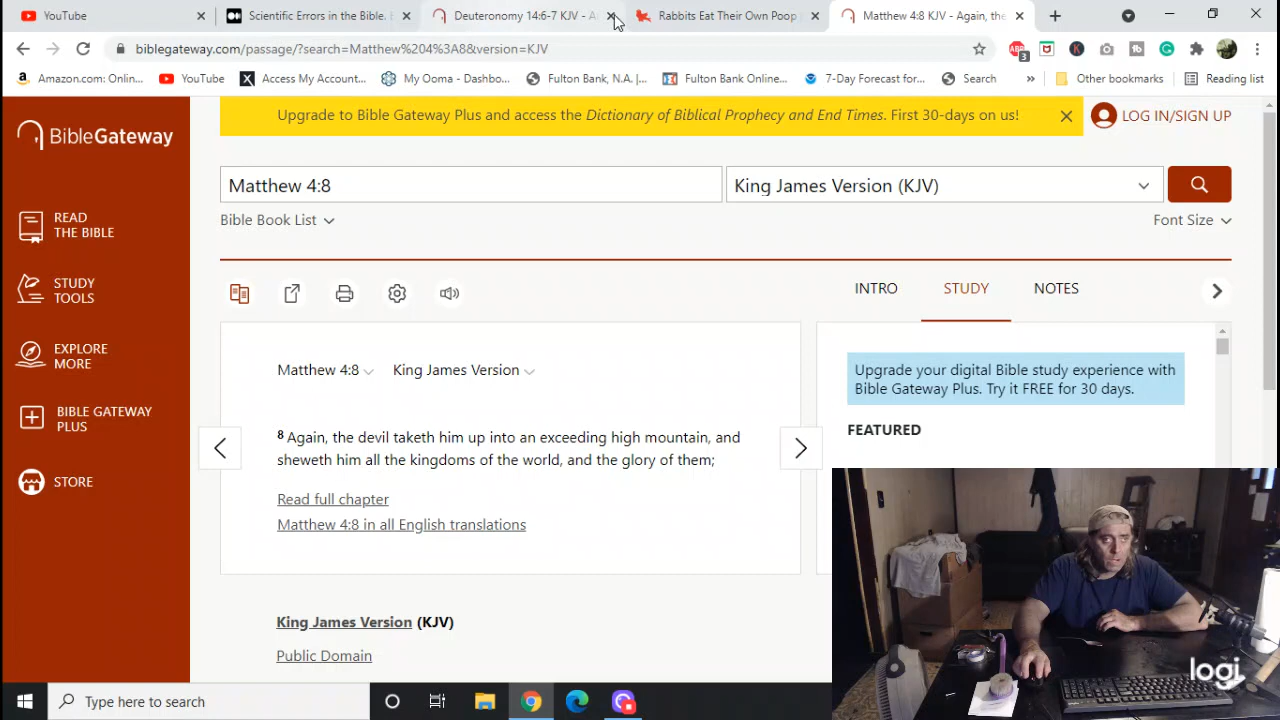 YouTube
Scientific Errors in the Bible.
Deuteronomy 14:6-7 KJV - A
Rabbits Eat Their Own Poop
Matthew 4:8 KJV - Again, the
biblegateway.com/passage/?search=Matthew%204%3A8&version=KJV
3
Amazon.com: Onlin...
YouTube
Access My Account...
My Ooma - Dashbo...
Fulton Bank, N.A. |...
Fulton Bank Online...
7-Day Forecast for...
Search
Other bookmarks
Reading list
BibleGateway
Upgrade to Bible Gateway Plus and access the Dictionary of Biblical Prophecy and End Times. First 30-days on us!
LOG IN/SIGN UP
Matthew 4:8
King James Version (KJV)
Bible Book List
Font Size
READ
THE BIBLE
STUDY
TOOLS
EXPLORE
MORE
BIBLE GATEWAY
PLUS
STORE
INTRO
STUDY
NOTES
Matthew 4:8
King James Version
8 Again, the devil taketh him up into an exceeding high mountain, and
sheweth him all the kingdoms of the world, and the glory of them;
Read full chapter
Matthew 4:8 in all English translations
Upgrade your digital Bible study experience with
Bible Gateway Plus. Try it FREE for 30 days.
FEATURED
King James Version (KJV)
Public Domain
logi
Type here to search